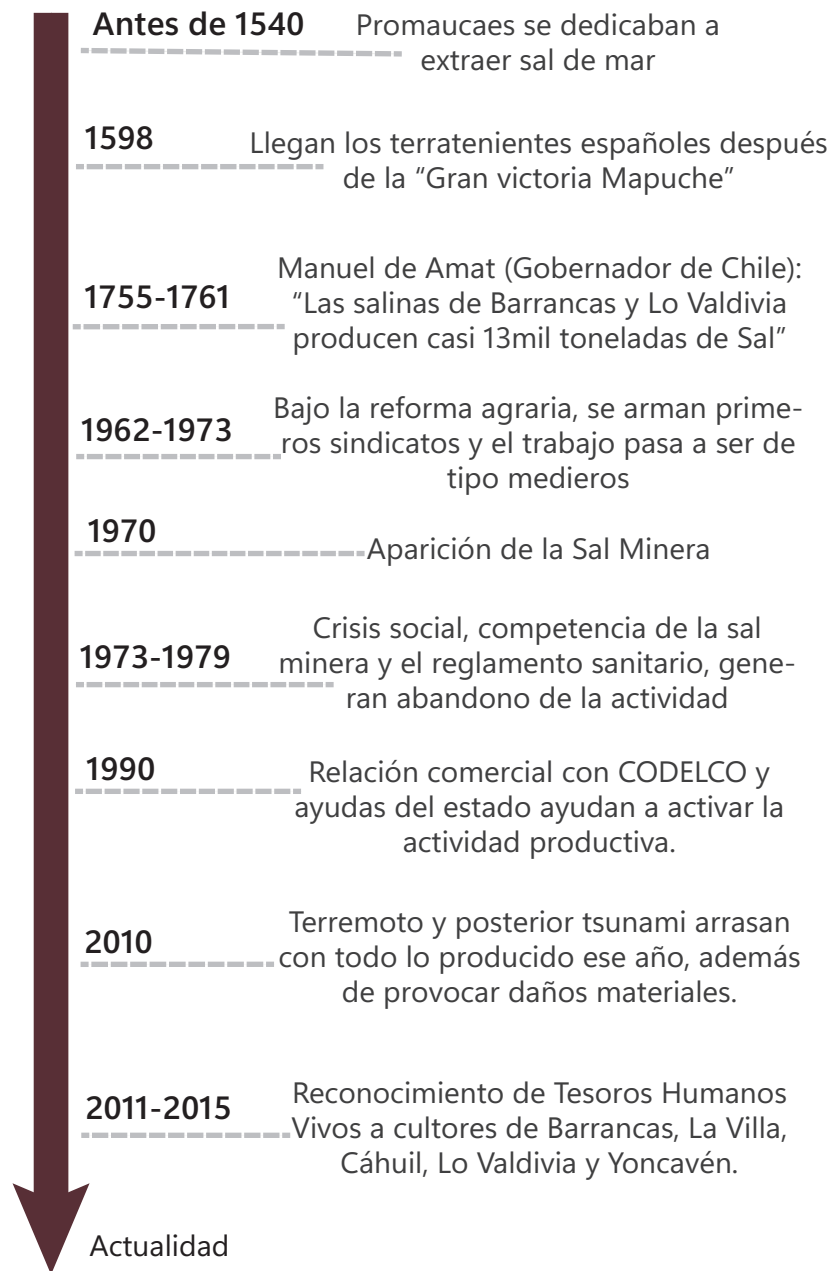 Antes de 1540
Promaucaes se dedicaban a
extraer sal de mar
1598
Llegan los terratenientes españoles después
de la “Gran victoria Mapuche”
1755-1761
Manuel de Amat (Gobernador de Chile):
“Las salinas de Barrancas y Lo Valdivia
producen casi 13mil toneladas de Sal”
1962-1973
Bajo la reforma agraria, se arman prime-
ros sindicatos y el trabajo pasa a ser de
tipo medieros
1970
Aparición de la Sal Minera
1973-1979
Crisis social, competencia de la sal
minera y el reglamento sanitario, gene-
ran abandono de la actividad
1990
Relación comercial con CODELCO y
ayudas del estado ayudan a activar la
actividad productiva.
2010
Terremoto y posterior tsunami arrasan
con todo lo producido ese año, además
de provocar daños materiales.
2011-2015
Reconocimiento de Tesoros Humanos
Vivos a cultores de Barrancas, La Villa,
Cáhuil, Lo Valdivia y Yoncavén.
Actualidad